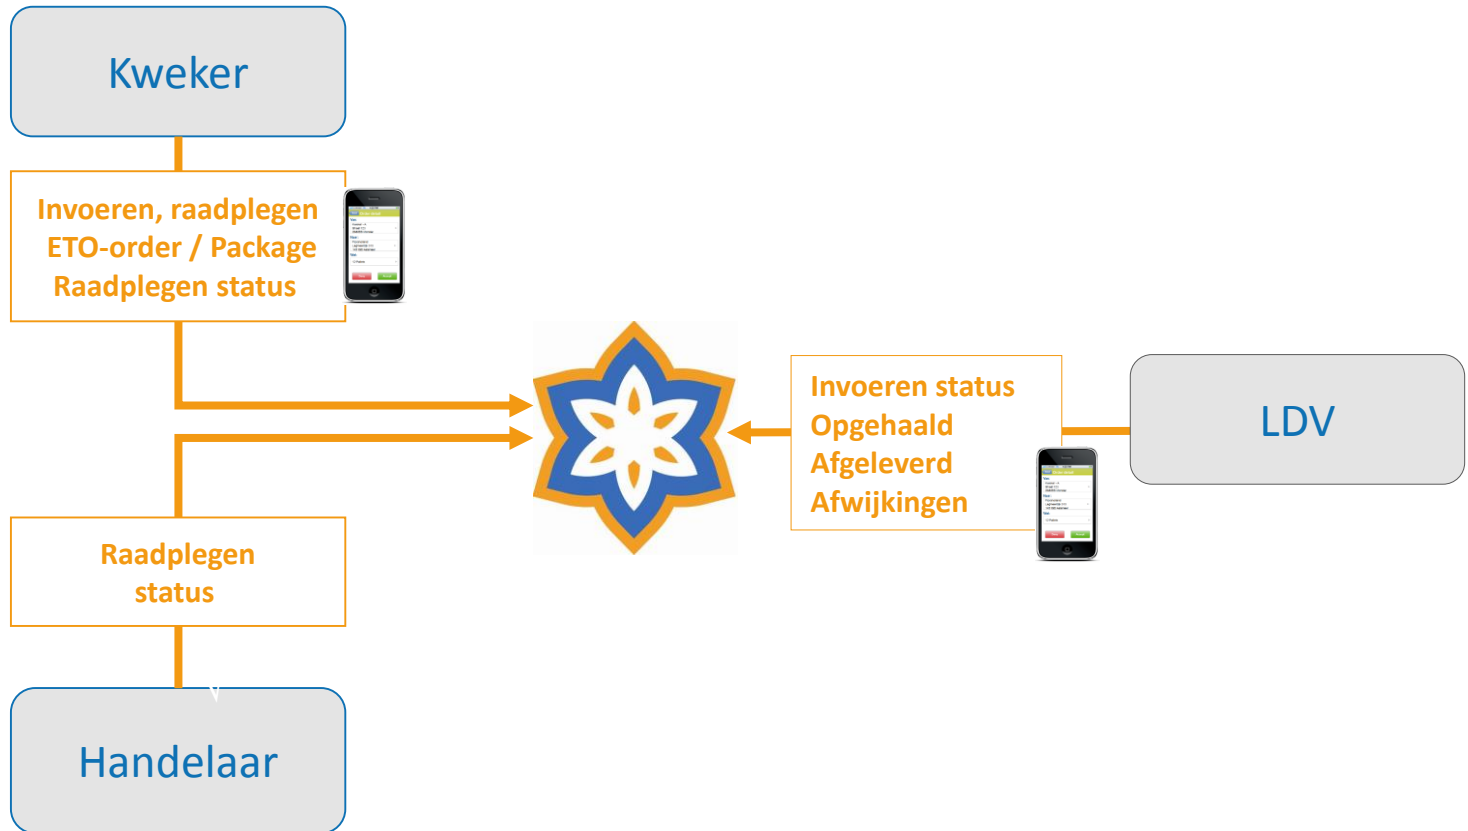 Kweker
Invoeren, raadplegen
ETO-order / Package
Raadplegen status
Invoeren status
Opgehaald
Afgeleverd
Afwijkingen
LDV
Raadplegen
status
Handelaar